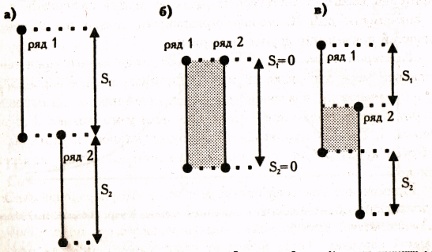 а)
ряд 1
S₁
ряд 2
S₂
б)
ряд 1 ряд 2
S₁=0
S₂=0
в)
ряд 1
S₁
ряд 2
S₂